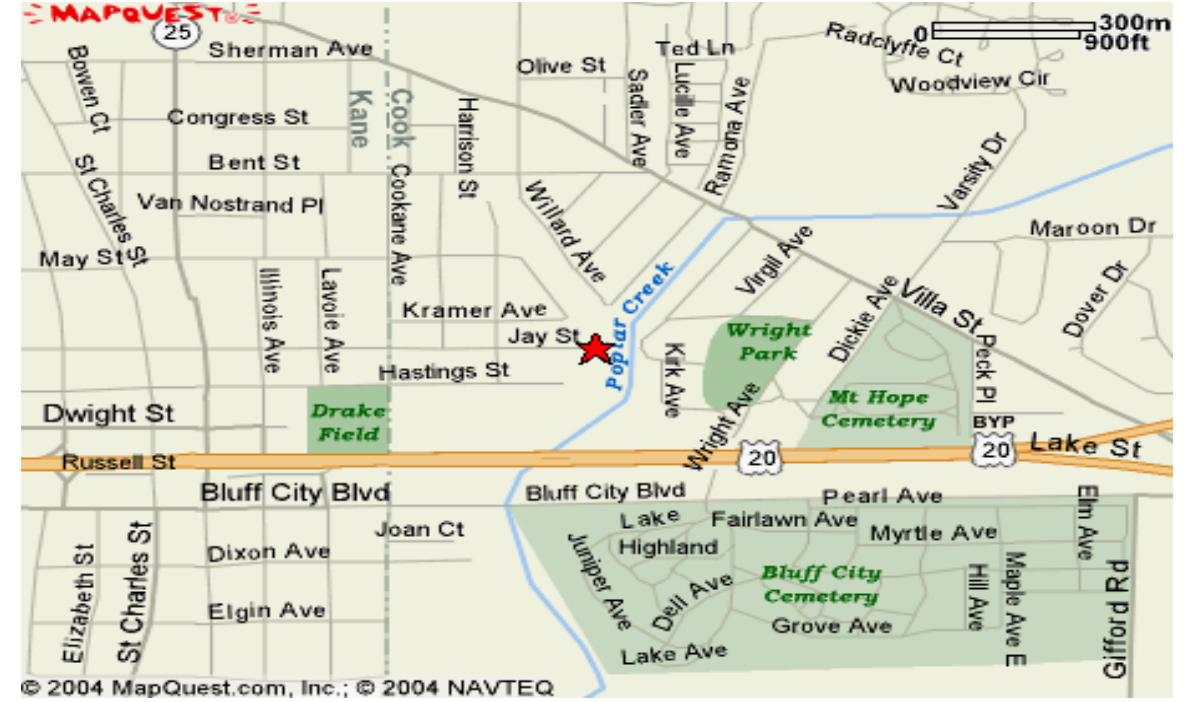 MAPQUEST®
25
Sherman Ave
Bowen Ct
Kane
Cook
Congress St
Harrison St
Olive St
Ted Ln
Sadler Ave
Lucille Ave
Ramona Ave
Radclyffe Ct
Woodview Cir
0
300m
900ft
Bent St
St Charles St
Van Nostrand Pl
Cookane Ave
Willard Ave
Varsity Dr
Maroon Dr
May St
Illinois Ave
Lavoie Ave
Kramer Ave
Jay St
Poplar Creek
Virgil Ave
Villa St
Dover Dr
Wright
Park
Dickie Ave
Kirk Ave
Peck Pl
Hastings St
Dwight St
Drake
Field
Wright Ave
Mt Hope
Cemetery
BYP
20
20
Lake St
Russell St
Bluff City Blvd
Bluff City Blvd
Pearl Ave
Elm Ave
Joan Ct
Lake
Fairlawn Ave
Myrtle Ave
Highland
Juniper Ave
Dixon Ave
Elizabeth St
St Charles St
Dell Ave
Bluff City
Cemetery
Hill Ave
Maple Ave E
Gifford Rd
Elgin Ave
Grove Ave
Lake Ave
© 2004 MapQuest.com, Inc.; © 2004 NAVTEQ